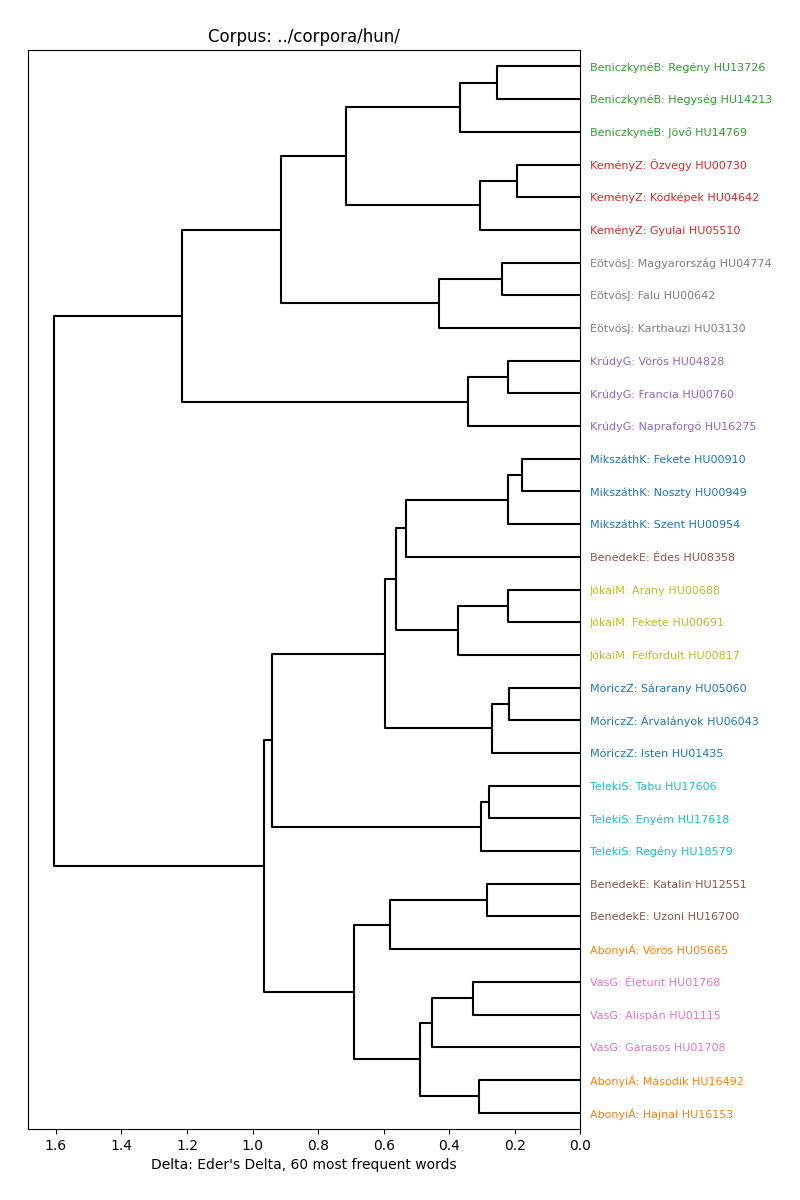 Corpus: ../corpora/hun/
BeniczkynéB: Regény HU13726
BeniczkynéB: Hegység HU14213
BeniczkynéB: Jövő HU14769
KeményZ: Özvegy HU00730
KeményZ: Ködképek HU04642
KeményZ: Gyulai HU05510
EötvösJ: Magyarország HU04774
EötvösJ: Falu HU00642
EötvösJ: Karthauzi HU03130
KrúdyG: Vörös HU04828
KrúdyG: Francia HU00760
KrúdyG: Napraforgó HU16275
MikszáthK: Fekete HU00910
MikszáthK: Noszty HU00949
MikszáthK: Szent HU00954
BenedekE: Édes HU08358
JókaiM: Arany HU00688
JókaiM: Fekete HU00691
JókaiM: Felfordult HU00817
MóriczZ: Sárarany HU05060
MóriczZ: Árvalányok HU06043
MóriczZ: Isten HU01435
TelekiS: Tabu HU17606
TelekiS: Enyém HU17618
TelekiS: Regény HU18579
BenedekE: Katalin HU12551
BenedekE: Uzoni HU16700
AbonyiÁ: Vörös HU05665
VasG: Életunt HU01768
VasG: Alispán HU01115
VasG: Garasos HU01708
AbonyiÁ: Második HU16492
AbonyiÁ: Hajnal HU16153
1.6 1.4 1.2 1.0 0.8 0.6 0.4 0.2 0.0
Delta: Eder's Delta, 60 most frequent words